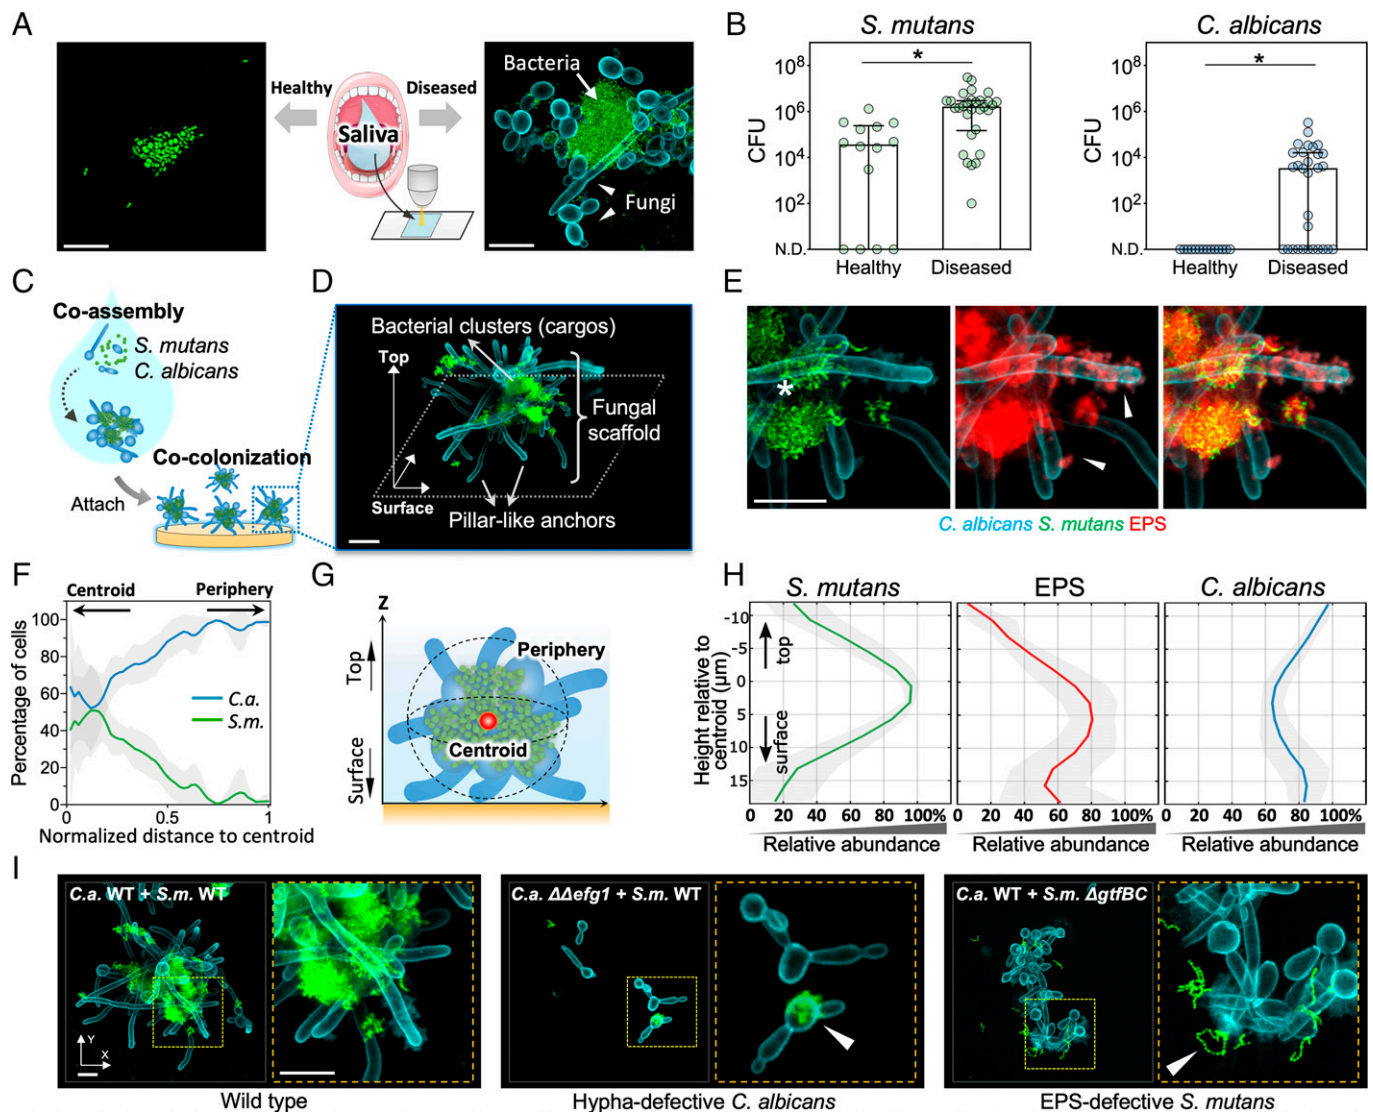 A
Healthy
Diseased
Saliva
Bacteria
Fungi
B
S. mutans
C. albicans
*
*
CFU
10⁸
10⁶
10⁴
10²
N.D.
Healthy
Diseased
CFU
10⁸
10⁶
10⁴
10²
N.D.
Healthy
Diseased
C
Co-assembly
S. mutans
C. albicans
Attach
Co-colonization
D
Bacterial clusters (cargos)
Top
Fungal
scaffold
Surface
Pillar-like anchors
E
*
C. albicans S. mutans EPS
F
Centroid
Periphery
Percentage of cells
100
80
60
40
20
0
C.a.
S.m.
0
0.5
1
Normalized distance to centroid
G
Z
Top
Surface
Periphery
Centroid
H
S. mutans
EPS
C. albicans
Height relative to
centroid (μm)
-10
-5
0
5
10
15
top
surface
0 20 40 60 80 100%
0 20 40 60 80 100%
0 20 40 60 80 100%
Relative abundance
Relative abundance
Relative abundance
I
C.a. WT + S.m. WT
Y
X
Wild type
C.a. ΔΔefg1 + S.m. WT
Hypha-defective C. albicans
C.a. WT + S.m. ΔgtfBC
EPS-defective S. mutans